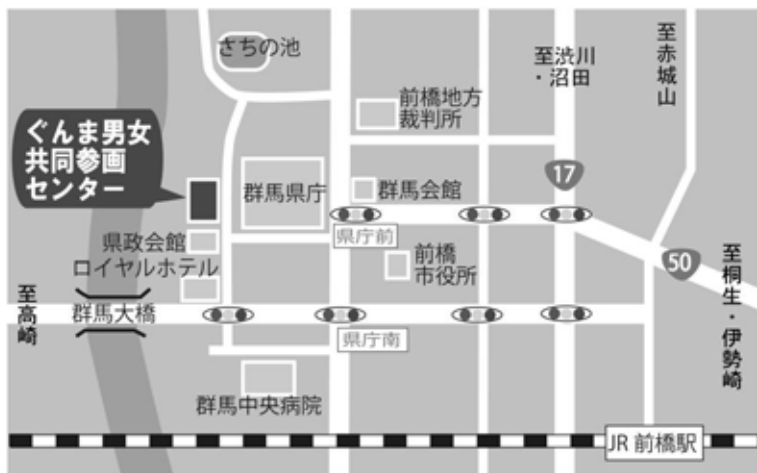 さちの池
至渋川
・沼田
至赤城山
前橋地方
裁判所
ぐんま男女
共同参画
センター
17
群馬県庁
群馬会館
県庁前
県政会館
前橋
市役所
ロイヤルホテル
50
至桐生・伊勢崎
至高崎
群馬大橋
県庁南
群馬中央病院
JR 前橋駅